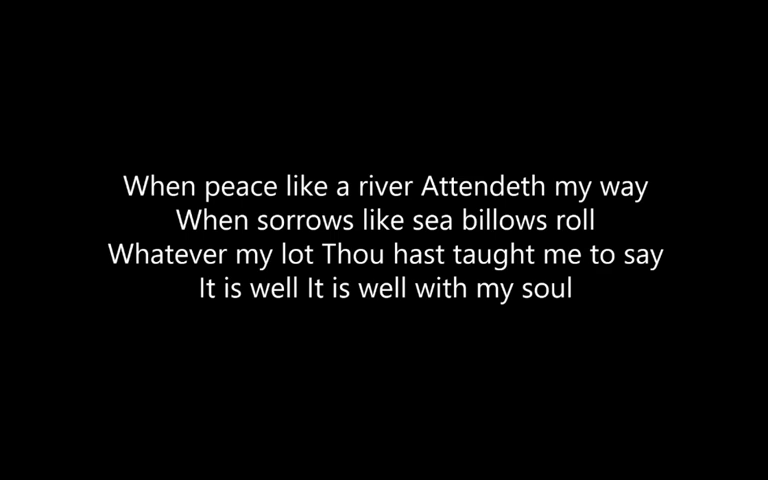 When peace like a river Attendeth my way
When sorrows like sea billows roll
Whatever my lot Thou hast taught me to say
It is well It is well with my soul